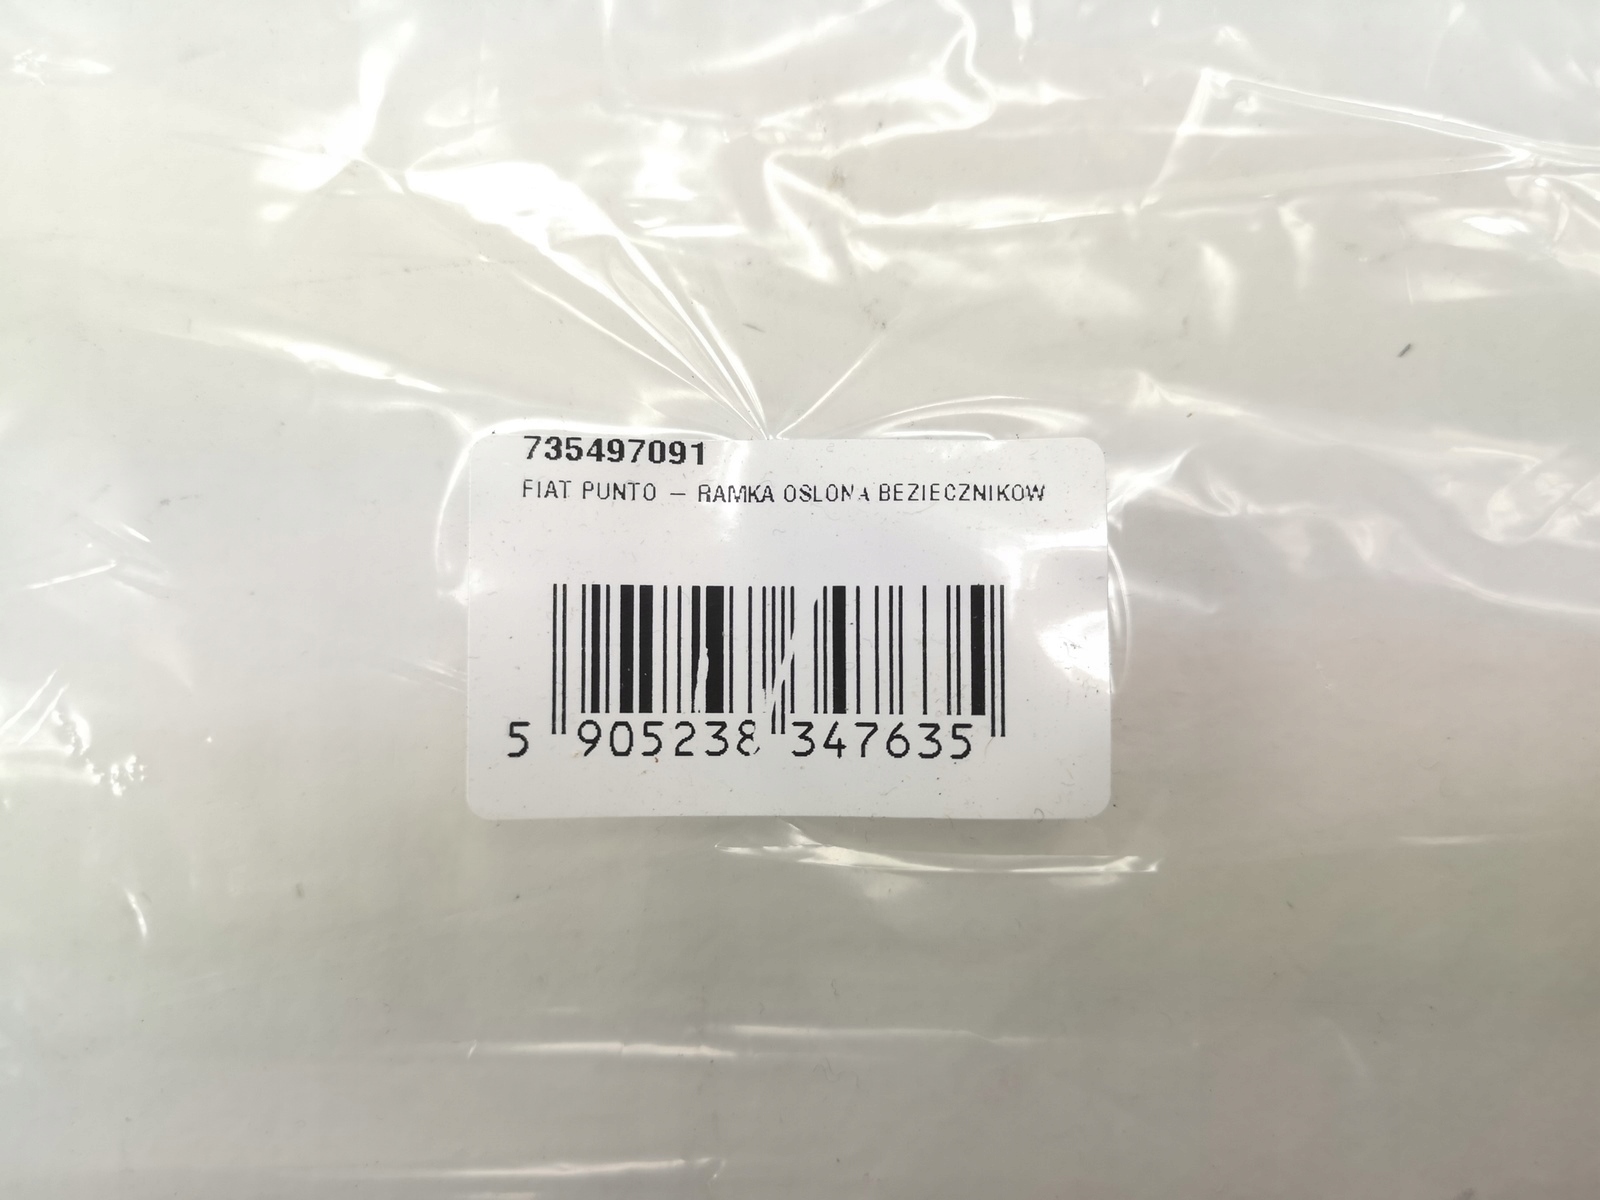 735497091
FIAT PUNTO – RAMKA OSLONA BEZIECZNIKOW
5 905238 347635